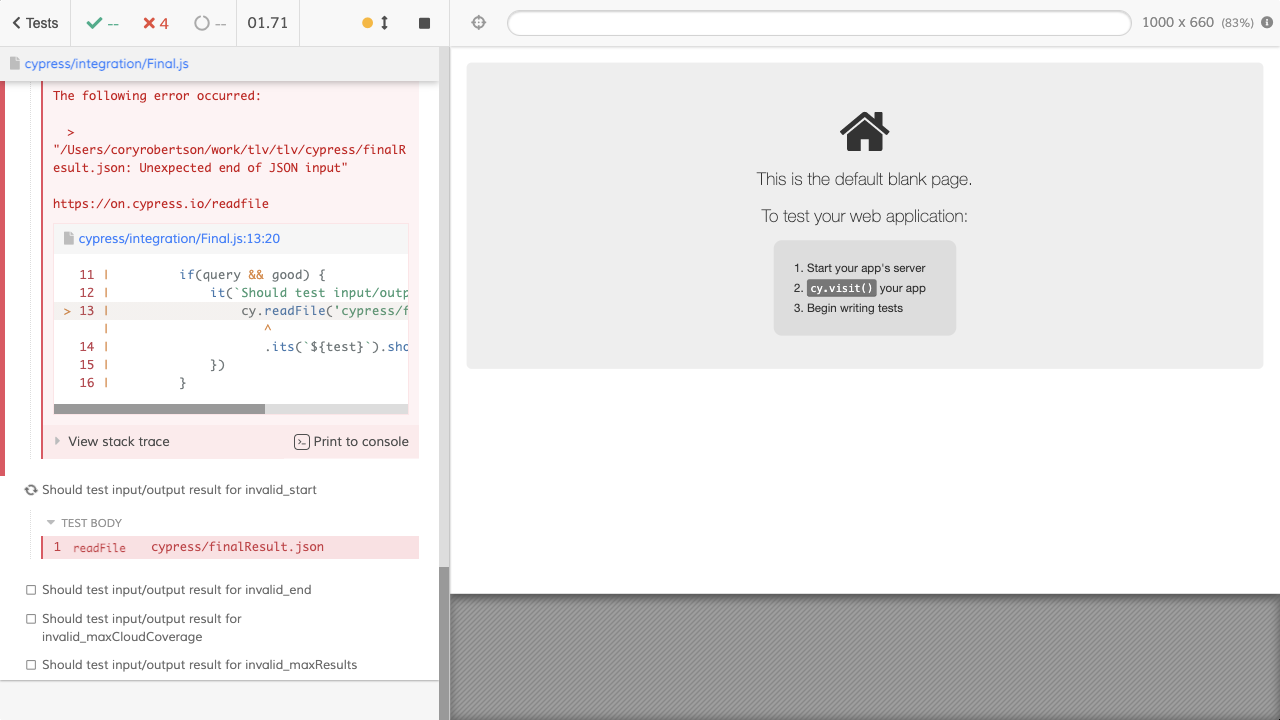 Tests
--
4
--
01.71
1000 x 660 (83%)
cypress/integration/Final.js
The following error occurred:
>
"/Users/coryrobertson/work/tlv/tlv/cypress/finalR
esult.json: Unexpected end of JSON input"
https://on.cypress.io/readfile
cypress/integration/Final.js:13:20
11 | if(query && good) {
12 | it(`Should test input/outp
> 13 | cy.readFile('cypress/f
| ^
14 | .its(`${test}`).sho
15 | })
16 | }
View stack trace
Print to console
Should test input/output result for invalid_start
TEST BODY
1 readFile cypress/finalResult.json
Should test input/output result for invalid_end
Should test input/output result for
invalid_maxCloudCoverage
Should test input/output result for invalid_maxResults
This is the default blank page.
To test your web application:
1. Start your app's server
2. cy.visit() your app
3. Begin writing tests